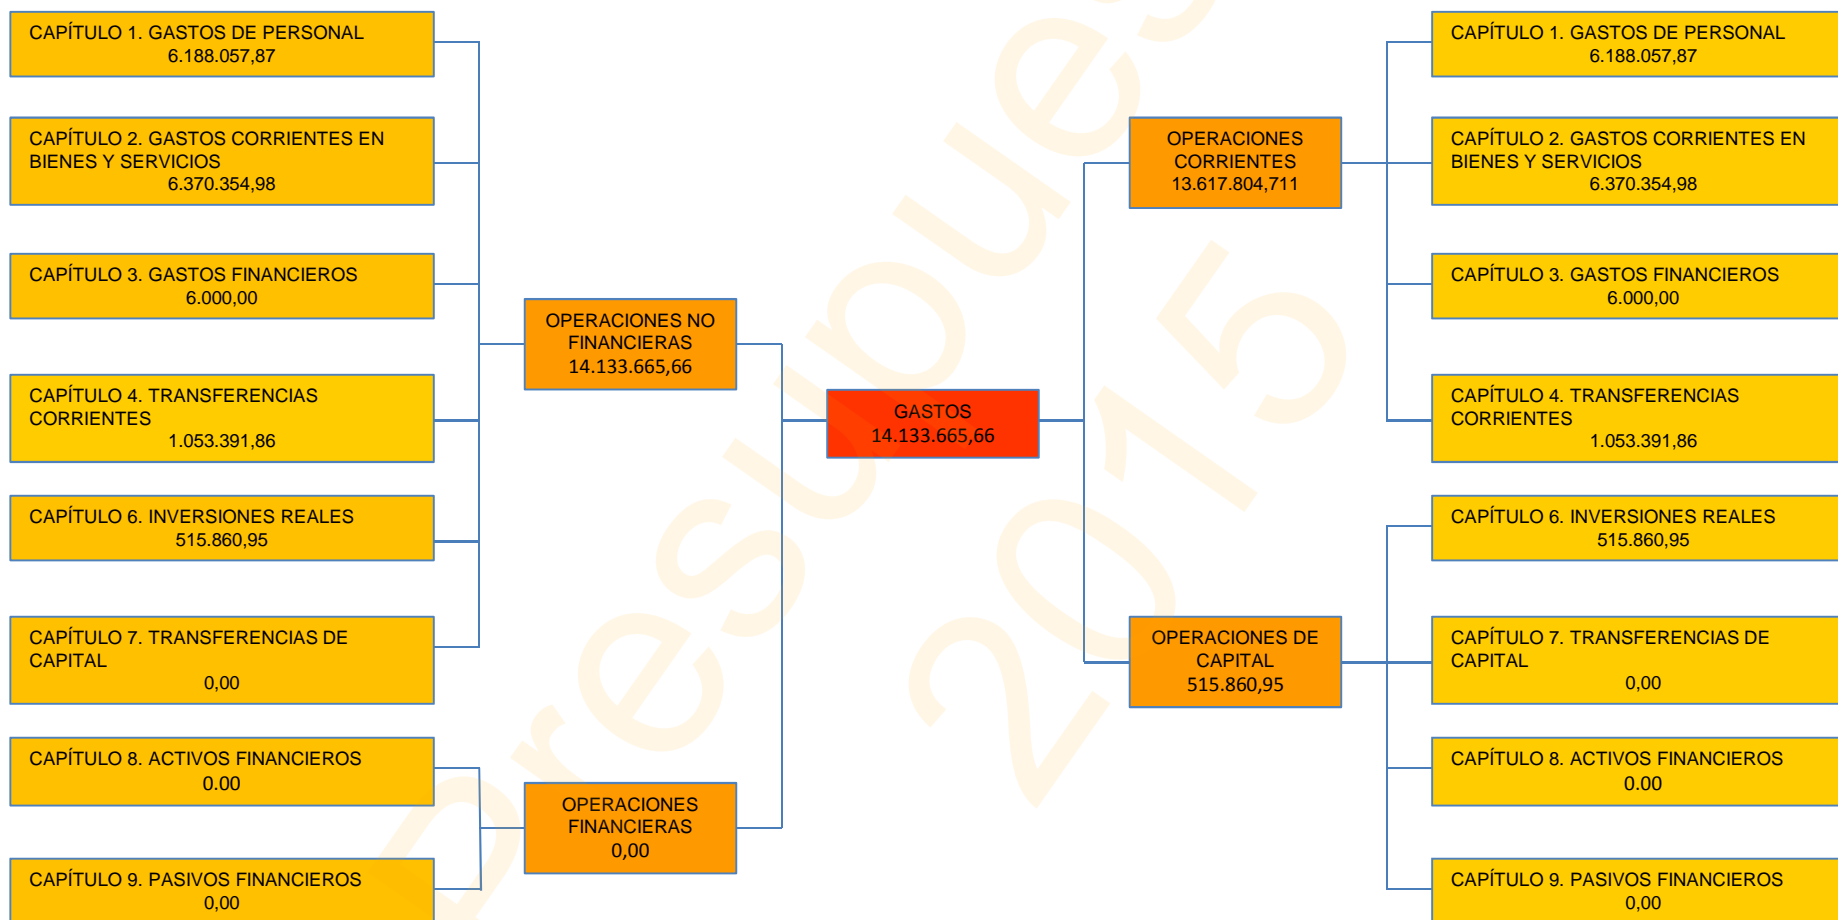 CAPÍTULO 1. GASTOS DE PERSONAL
6.188.057,87
CAPÍTULO 2. GASTOS CORRIENTES EN
BIENES Y SERVICIOS
6.370.354,98
CAPÍTULO 3. GASTOS FINANCIEROS
6.000,00
CAPÍTULO 4. TRANSFERENCIAS
CORRIENTES
1.053.391,86
CAPÍTULO 6. INVERSIONES REALES
515.860,95
CAPÍTULO 7. TRANSFERENCIAS DE
CAPITAL
0,00
CAPÍTULO 8. ACTIVOS FINANCIEROS
0.00
CAPÍTULO 9. PASIVOS FINANCIEROS
0,00
OPERACIONES NO
FINANCIERAS
14.133.665,66
OPERACIONES
FINANCIERAS
0,00
GASTOS
14.133.665,66
OPERACIONES
CORRIENTES
13.617.804,711
OPERACIONES DE
CAPITAL
515.860,95
CAPÍTULO 1. GASTOS DE PERSONAL
6.188.057,87
CAPÍTULO 2. GASTOS CORRIENTES EN
BIENES Y SERVICIOS
6.370.354,98
CAPÍTULO 3. GASTOS FINANCIEROS
6.000,00
CAPÍTULO 4. TRANSFERENCIAS
CORRIENTES
1.053.391,86
CAPÍTULO 6. INVERSIONES REALES
515.860,95
CAPÍTULO 7. TRANSFERENCIAS DE
CAPITAL
0,00
CAPÍTULO 8. ACTIVOS FINANCIEROS
0.00
CAPÍTULO 9. PASIVOS FINANCIEROS
0,00
2015